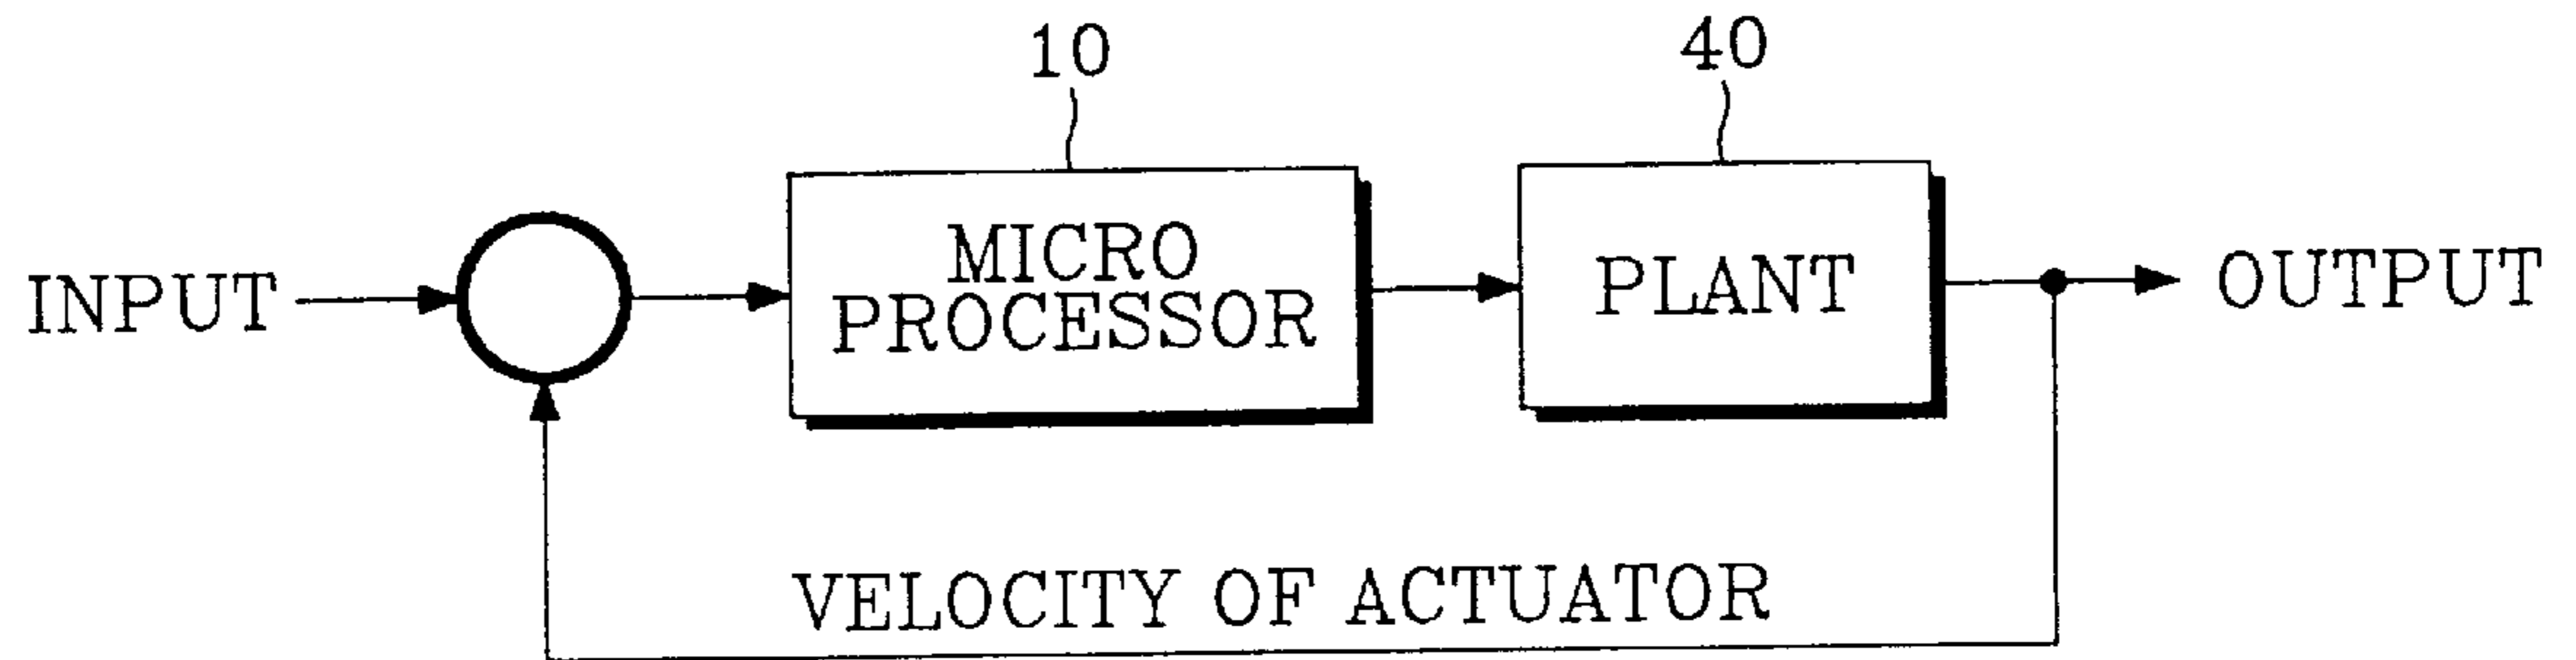 10
40
INPUT
MICRO
PROCESSOR
PLANT
OUTPUT
VELOCITY OF ACTUATOR